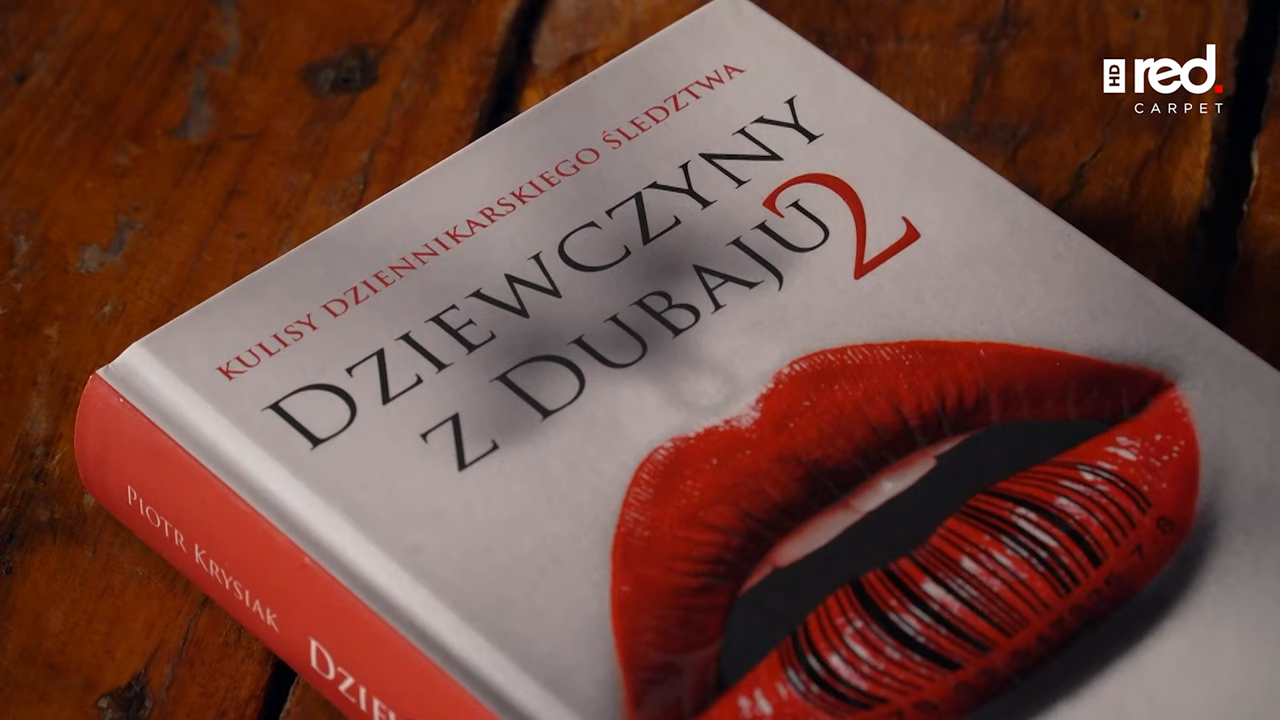 HD red.
CARPET
KULISY DZIENNIKARSKIEGO ŚLEDZTWA
DZIEWCZYNY
Z DUBAJU 2
PIOTR KRYSIAK